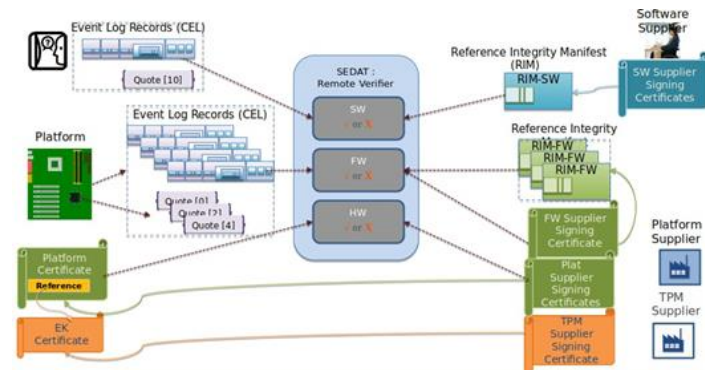 Event Log Records (CEL)
Quote [10]
Platform
Event Log Records (CEL)
Quote [0]
Quote [2]
Quote [4]
Platform
Certificate
Reference
EK
Certificate
SEDAT :
Remote Verifier
SW
√ or X
FW
√ or X
HW
√ or X
Software
Supplier
Reference Integrity Manifest
(RIM)
RIM-SW
SW Supplier
Signing
Certificates
Reference Integrity
RIM-FW
RIM-FW
RIM-FW
FW Supplier
Signing
Certificate
Plat
Supplier
Signing
Certificates
TPM
Supplier
Signing
Certificate
Platform
Supplier
TPM
Supplier